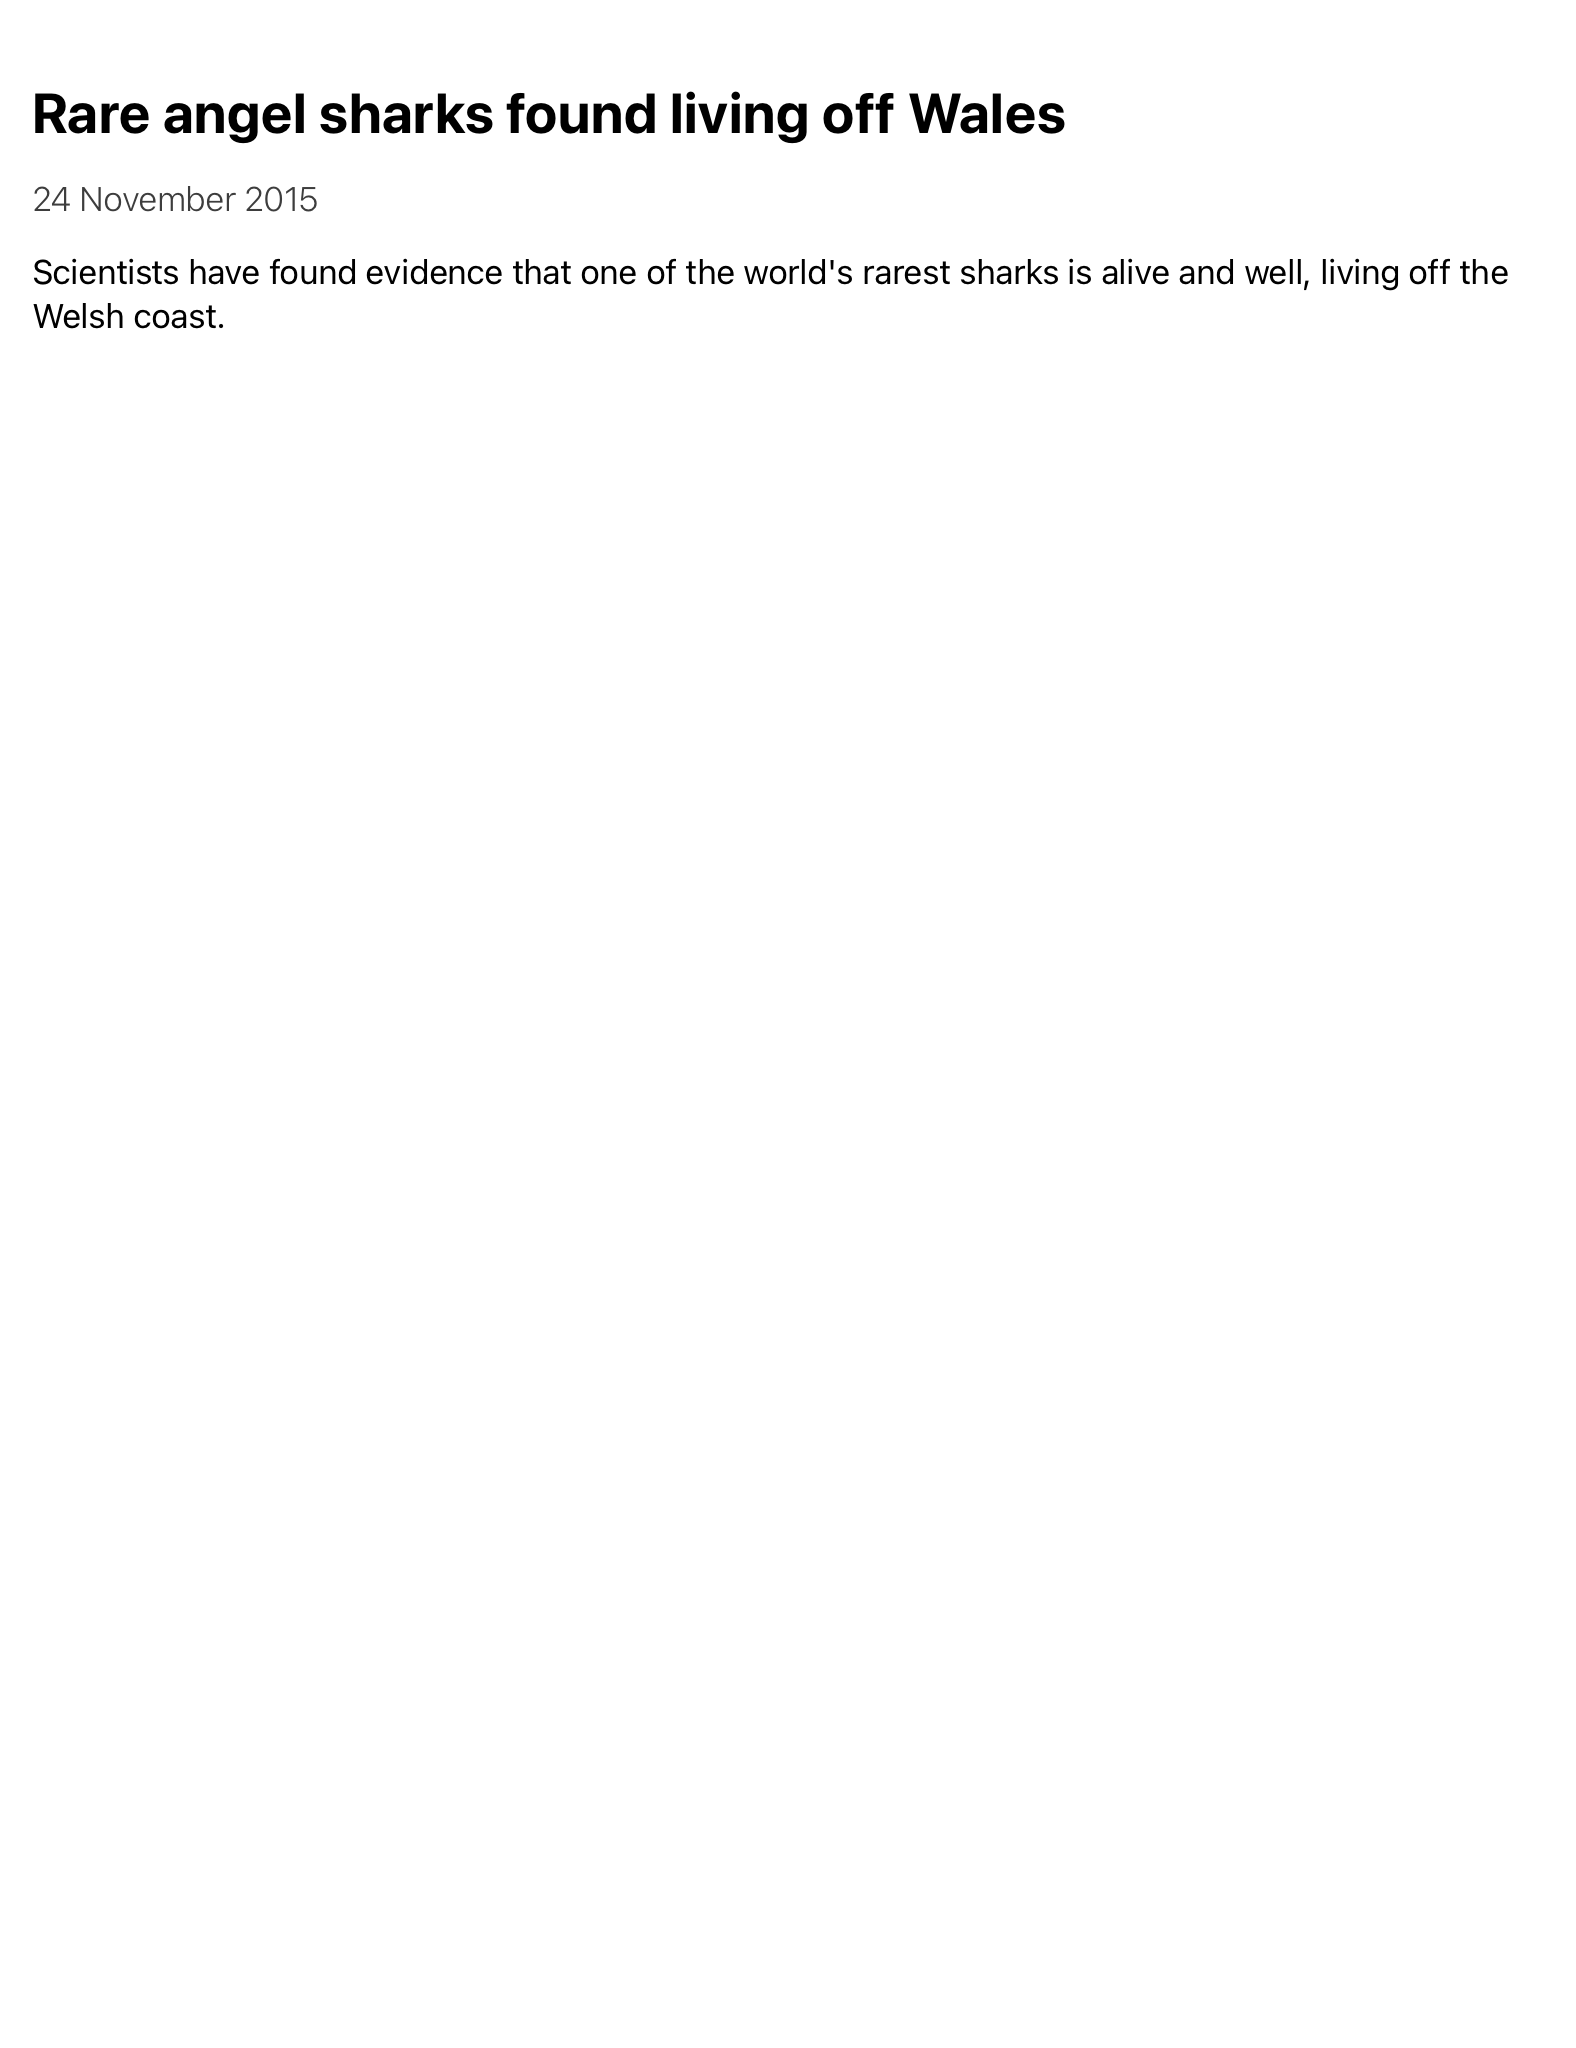 Rare angel sharks found living off Wales
24 November 2015
Scientists have found evidence that one of the world's rarest sharks is alive and well, living off the
Welsh coast.